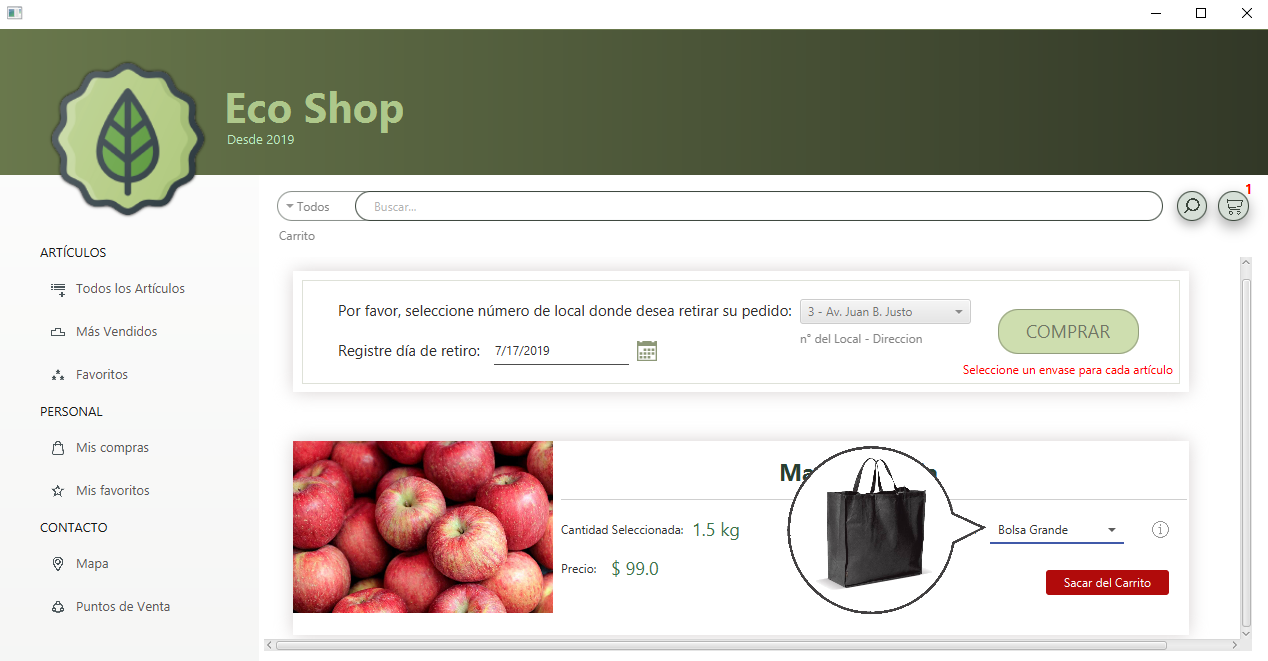 Eco Shop
Desde 2019
Todos
Buscar...
1
Carrito
ARTÍCULOS
Todos los Artículos
Más Vendidos
Favoritos
PERSONAL
Mis compras
Mis favoritos
CONTACTO
Mapa
Puntos de Venta
Por favor, seleccione número de local donde desea retirar su pedido:
3 - Av. Juan B. Justo
n° del Local - Direccion
Registre día de retiro:
7/17/2019
COMPRAR
Seleccione un envase para cada artículo
Cantidad Seleccionada: 1.5 kg
Precio: $ 99.0
Bolsa Grande
Sacar del Carrito